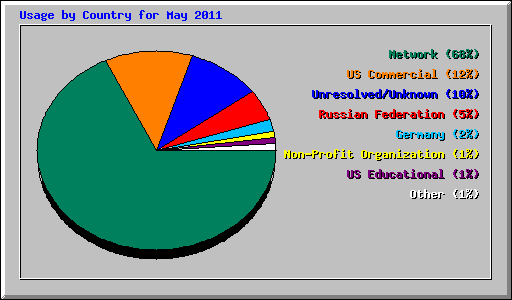 Usage by Country for May 2011
Network (68%)
US Commercial (12%)
Unresolved/Unknown (10%)
Russian Federation (5%)
Germany (2%)
Non-Profit Organization (1%)
US Educational (1%)
Other (1%)